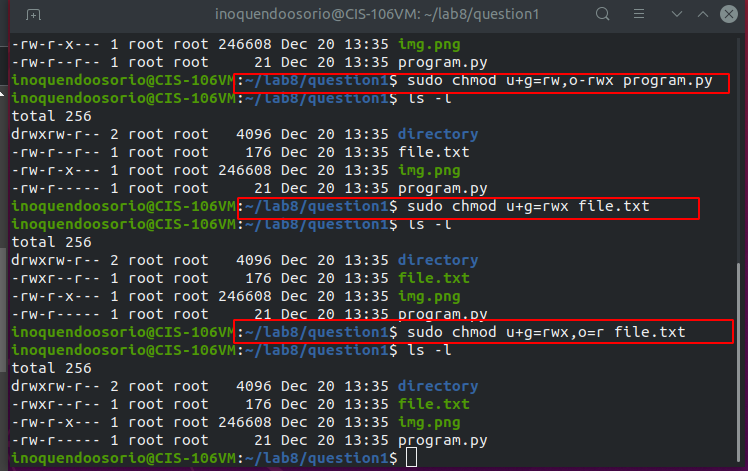 inoquendoosorio@CIS-106VM: ~/lab8/question1
-rw-r-x--- 1 root root 246608 Dec 20 13:35 img.png
-rw-r--r-- 1 root root     21 Dec 20 13:35 program.py
inoquendoosorio@CIS-106VM:~/lab8/question1$ sudo chmod u+g=rw,o-rwx program.py
inoquendoosorio@CIS-106VM:~/lab8/question1$ ls -l
total 256
drwxrw-r-- 2 root root   4096 Dec 20 13:35 directory
-rw-r--r-- 1 root root    176 Dec 20 13:35 file.txt
-rw-r-x--- 1 root root 246608 Dec 20 13:35 img.png
-rw-r----- 1 root root     21 Dec 20 13:35 program.py
inoquendoosorio@CIS-106VM:~/lab8/question1$ sudo chmod u+g=rwx file.txt
inoquendoosorio@CIS-106VM:~/lab8/question1$ ls -l
total 256
drwxrw-r-- 2 root root   4096 Dec 20 13:35 directory
-rwxr--r-- 1 root root    176 Dec 20 13:35 file.txt
-rw-r-x--- 1 root root 246608 Dec 20 13:35 img.png
-rw-r----- 1 root root     21 Dec 20 13:35 program.py
inoquendoosorio@CIS-106VM:~/lab8/question1$ sudo chmod u+g=rwx,o=r file.txt
inoquendoosorio@CIS-106VM:~/lab8/question1$ ls -l
total 256
drwxrw-r-- 2 root root   4096 Dec 20 13:35 directory
-rwxr--r-- 1 root root    176 Dec 20 13:35 file.txt
-rw-r-x--- 1 root root 246608 Dec 20 13:35 img.png
-rw-r----- 1 root root     21 Dec 20 13:35 program.py
inoquendoosorio@CIS-106VM:~/lab8/question1$